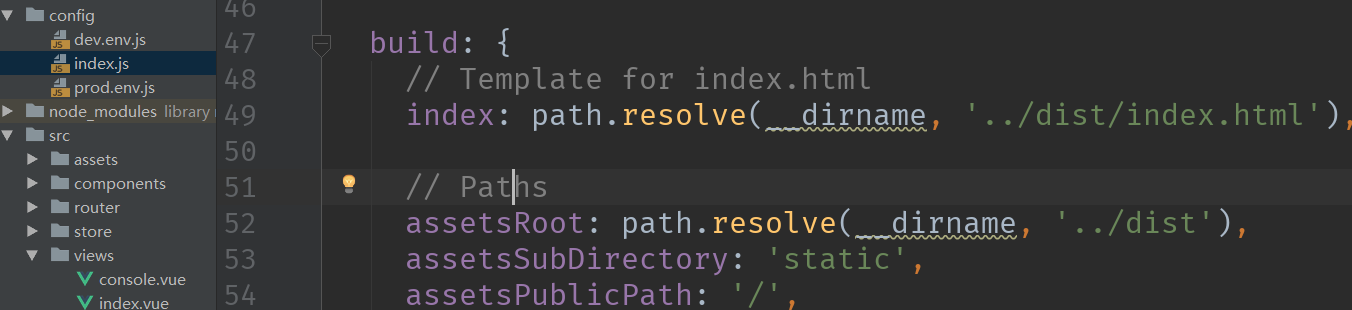 config
dev.env.js
index.js
prod.env.js
node_modules library r
src
assets
components
router
store
views
console.vue
index.vue
46
47 build: {
48 // Template for index.html
49 index: path.resolve(__dirname, '../dist/index.html'),
50
51 // Paths
52 assetsRoot: path.resolve(__dirname, '../dist'),
53 assetsSubDirectory: 'static',
54 assetsPublicPath: '/',